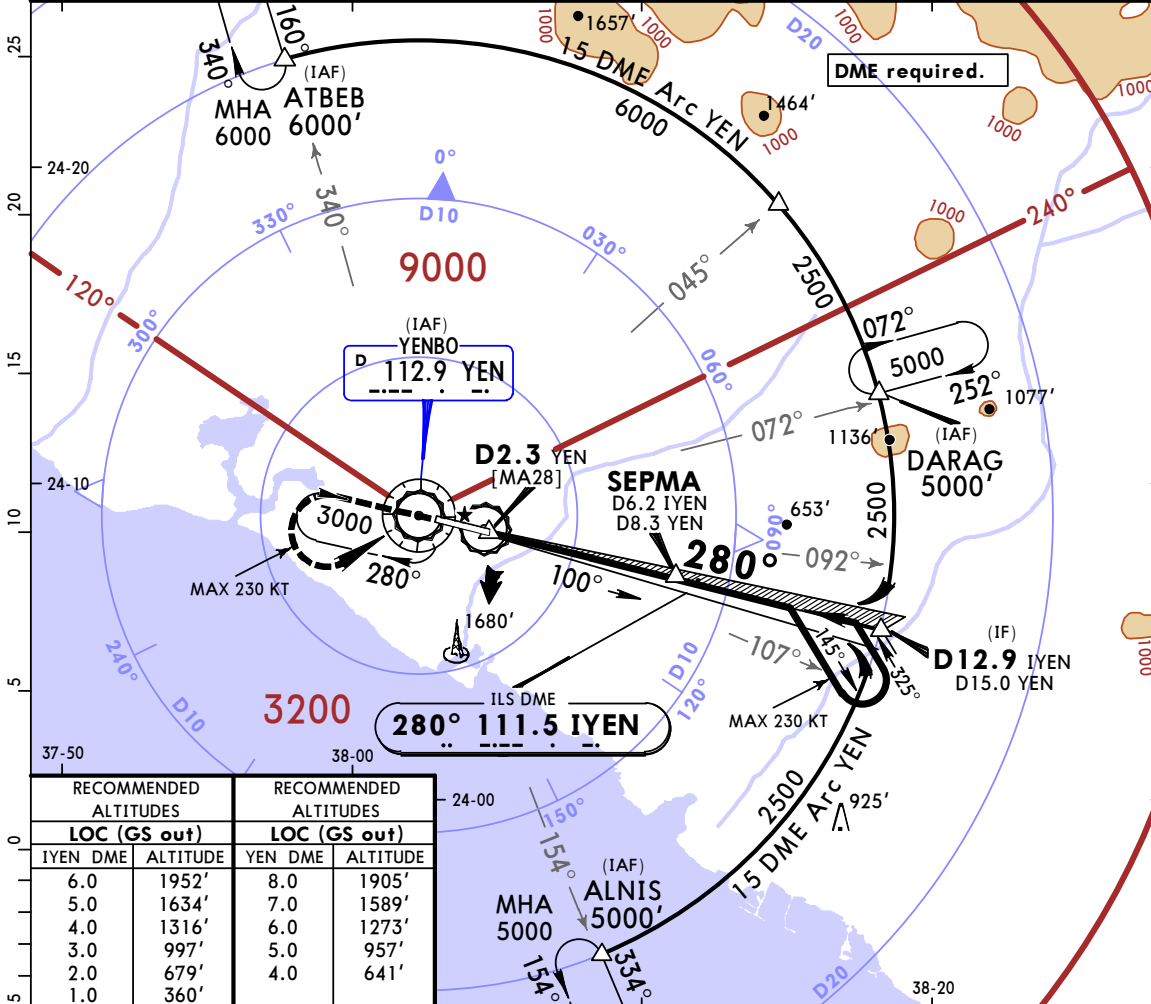 25
1000
1657′
1000
1000
D20
160°
340°
(IAF)
ATBEB
6000′
MHA
6000
15 DME Arc YEN
6000
DME required.
1000
1464′
1000
1000
24-20
0°
D10
340°
330°
030°
20
1000
240°
9000
045°
2500
120°
300°
(IAF)
YENBO
D 112.9 YEN
072°
5000
252°
1077′
060°
15
072°
1136′
(IAF)
DARAG
5000′
D2.3 YEN
[MA28]
SEPMA
D6.2 IYEN
D8.3 YEN
24-10
3000
653′
090°
2500
10
280°
280°
092°
MAX 230 KT
100°
1680′
145°
107°
325°
(IF)
D12.9 IYEN
D15.0 YEN
1000
240°
D10
D10
120°
5
3200
MAX 230 KT
ILS DME
280° 111.5 IYEN
37-50
38-00
24-00
150°
2500
925′
15 DME Arc YEN
154°
(IAF)
ALNIS
5000′
MHA
5000
154°
334°
D20
38-20
0
5
RECOMMENDED
ALTITUDES
RECOMMENDED
ALTITUDES
LOC (GS out)
LOC (GS out)
IYEN DME ALTITUDE YEN DME ALTITUDE
6.0 1952′ 8.0 1905′
5.0 1634′ 7.0 1589′
4.0 1316′ 6.0 1273′
3.0 997′ 5.0 957′
2.0 679′ 4.0 641′
1.0 360′